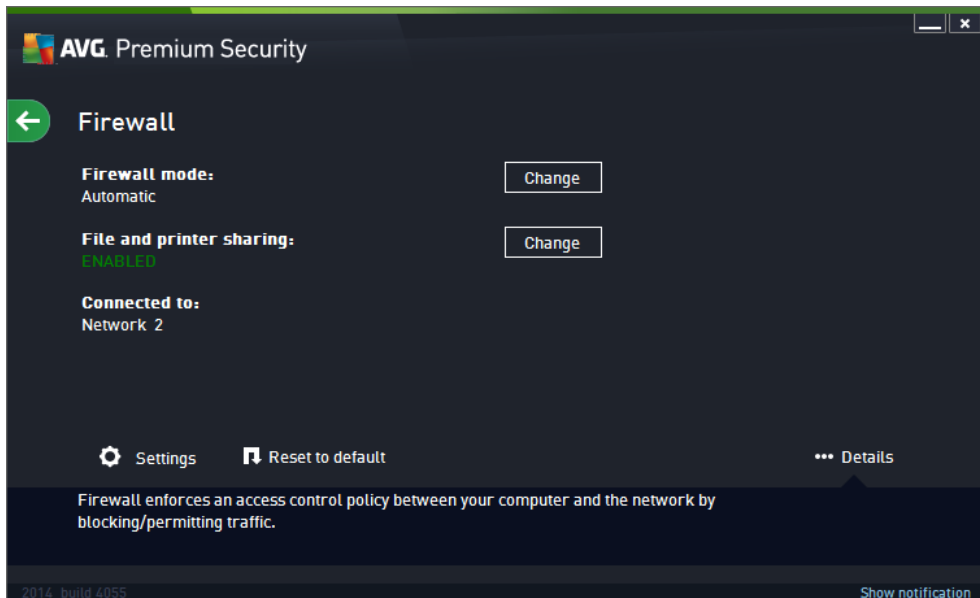 AVG. Premium Security
Firewall
Firewall mode:
Change
Automatic
File and printer sharing:
Change
ENABLED
Connected to:
Network 2
Settings
Reset to default
Details
Firewall enforces an access control policy between your computer and the network by
blocking/permitting traffic.
2014 build 4055
Show notification